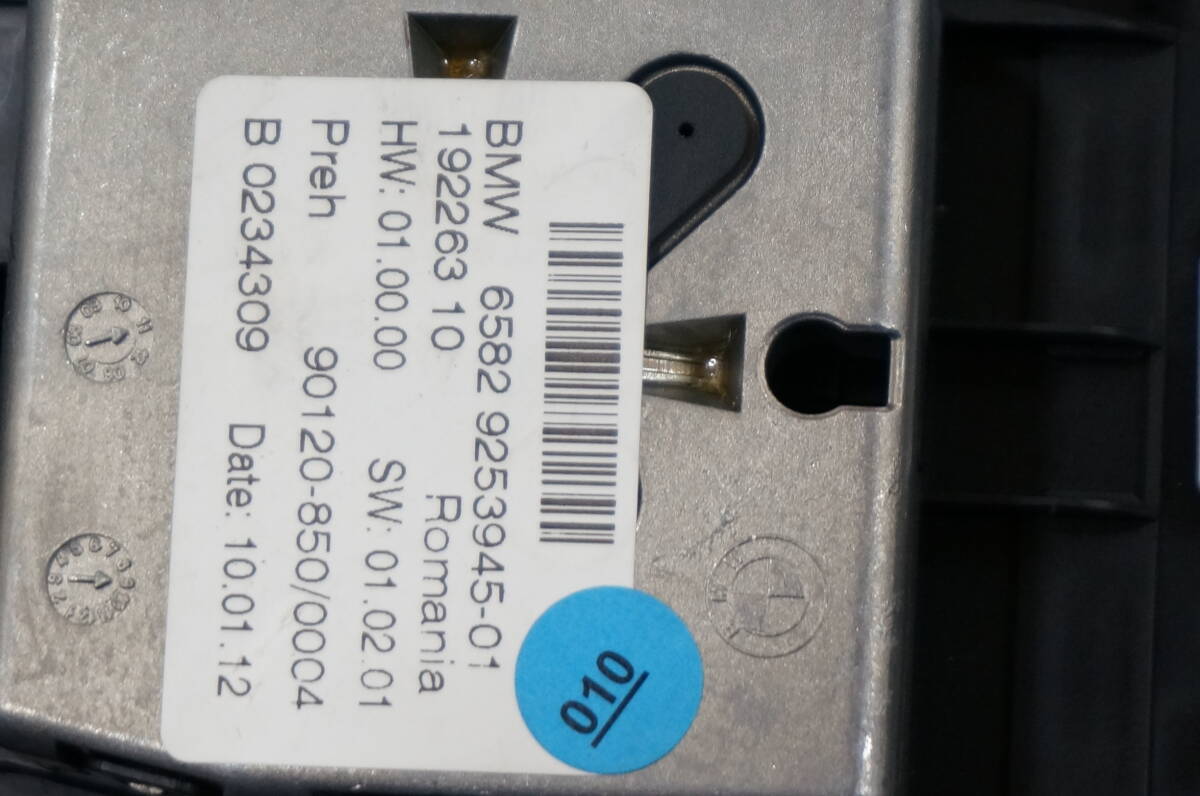 BMW 6582 9253945-01
192263 10 Romania
HW: 01.00.00 SW: 01.02.01
Preh 90120-850/0004
B 0234309 Date: 10.01.12
010